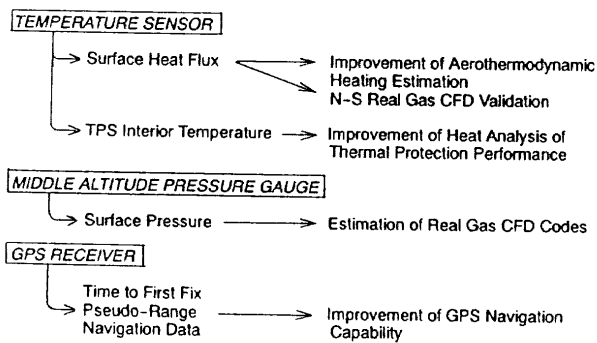 TEMPERATURE SENSOR
Surface Heat Flux
Improvement of Aerothermodynamic
Heating Estimation
N-S Real Gas CFD Validation
TPS Interior Temperature
Improvement of Heat Analysis of
Thermal Protection Performance
MIDDLE ALTITUDE PRESSURE GAUGE
Surface Pressure
Estimation of Real Gas CFD Codes
GPS RECEIVER
Time to First Fix
Pseudo-Range
Navigation Data
Improvement of GPS Navigation
Capability